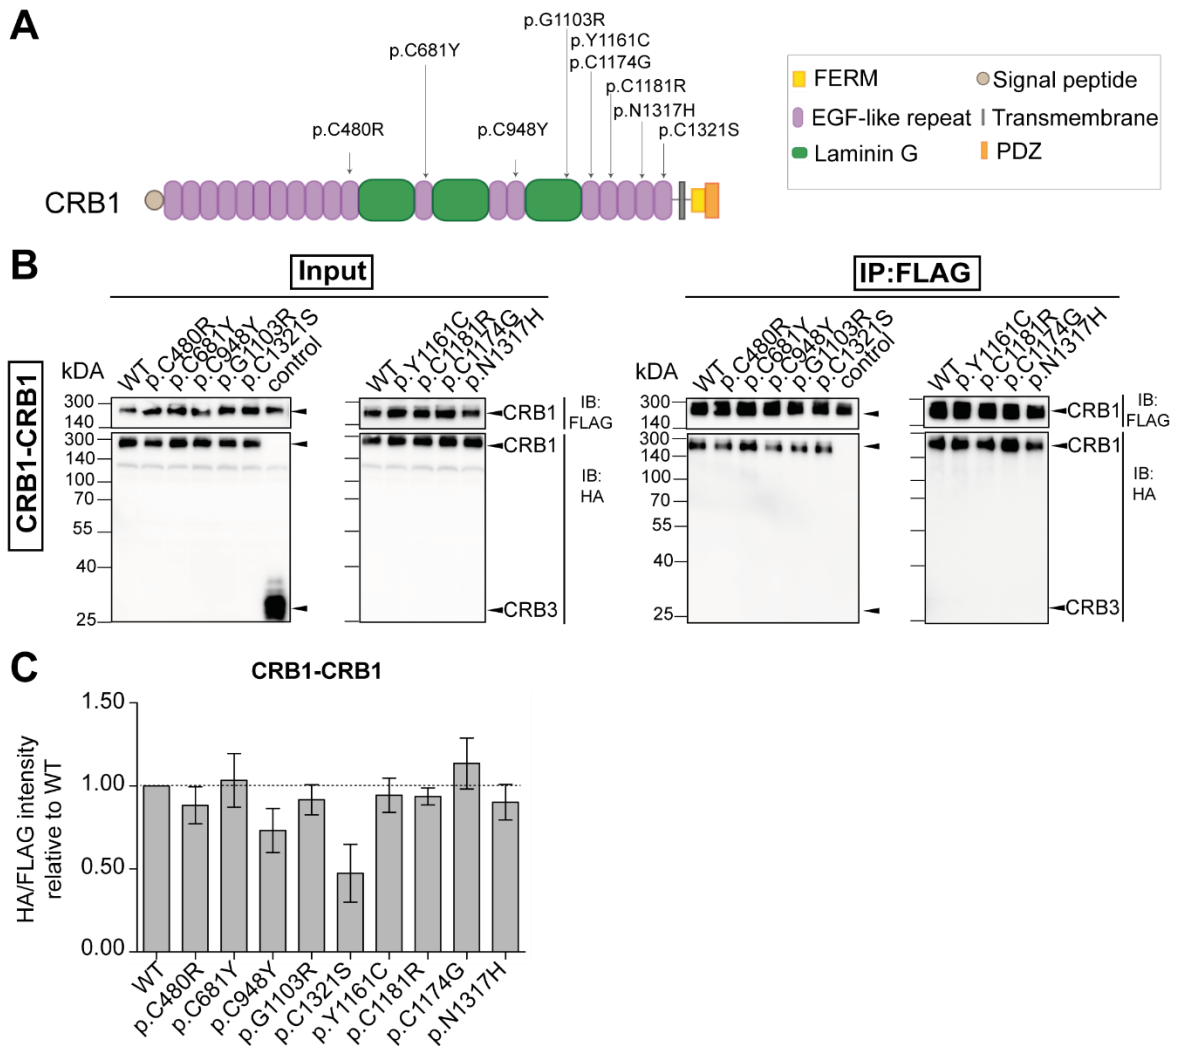 A
p.G1103R
p.Y1161C
p.C681Y
p.C1174G
p.C1181R
p.N1317H
p.C480R
p.C948Y
p.C1321S
CRB1
FERM
Signal peptide
EGF-like repeat
Transmembrane
Laminin G
PDZ
B
Input
IP:FLAG
CRB1-CRB1
kDA
WT
p.C480R
p.C681Y
p.C948Y
p.G1103R
p.C1321S
control
WT
p.Y1161C
p.C1181R
p.C1174G
p.N1317H
300
140
300
140
100
70
55
40
25
CRB1
CRB1
CRB3
IB:
FLAG
IB:
HA
kDA
WT
p.C480R
p.C681Y
p.C948Y
p.G1103R
p.C1321S
control
WT
p.Y1161C
p.C1181R
p.C1174G
p.N1317H
300
140
300
140
100
70
55
40
25
CRB1
CRB1
CRB3
IB:
FLAG
IB:
HA
C
CRB1-CRB1
HA/FLAG intensity
relative to WT
1.50
1.00
0.50
0.00
WT
p.C480R
p.C681Y
p.C948Y
p.G1103R
p.C1321S
p.Y1161C
p.C1181R
p.C1174G
p.N1317H